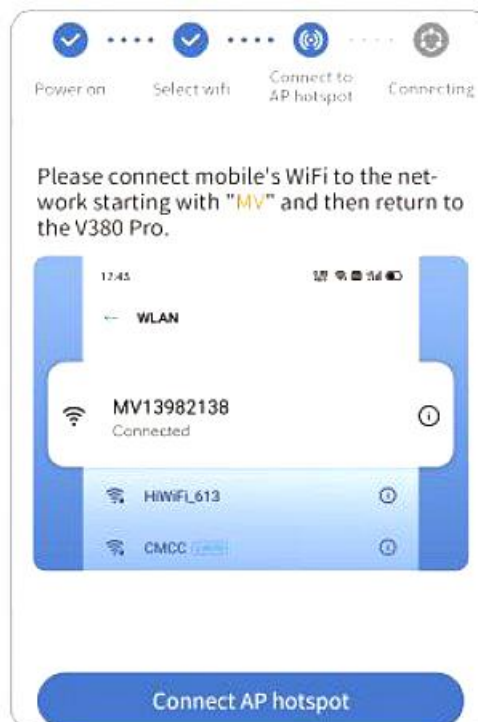 Power on
Select wifi
Connect to
AP hotspot
Connecting
Please connect mobile's WiFi to the net-
work starting with "MV" and then return to
the V380 Pro.
17:45
← WLAN
MV13982138
Connected
HiWiFi_613
CMCC
Connect AP hotspot